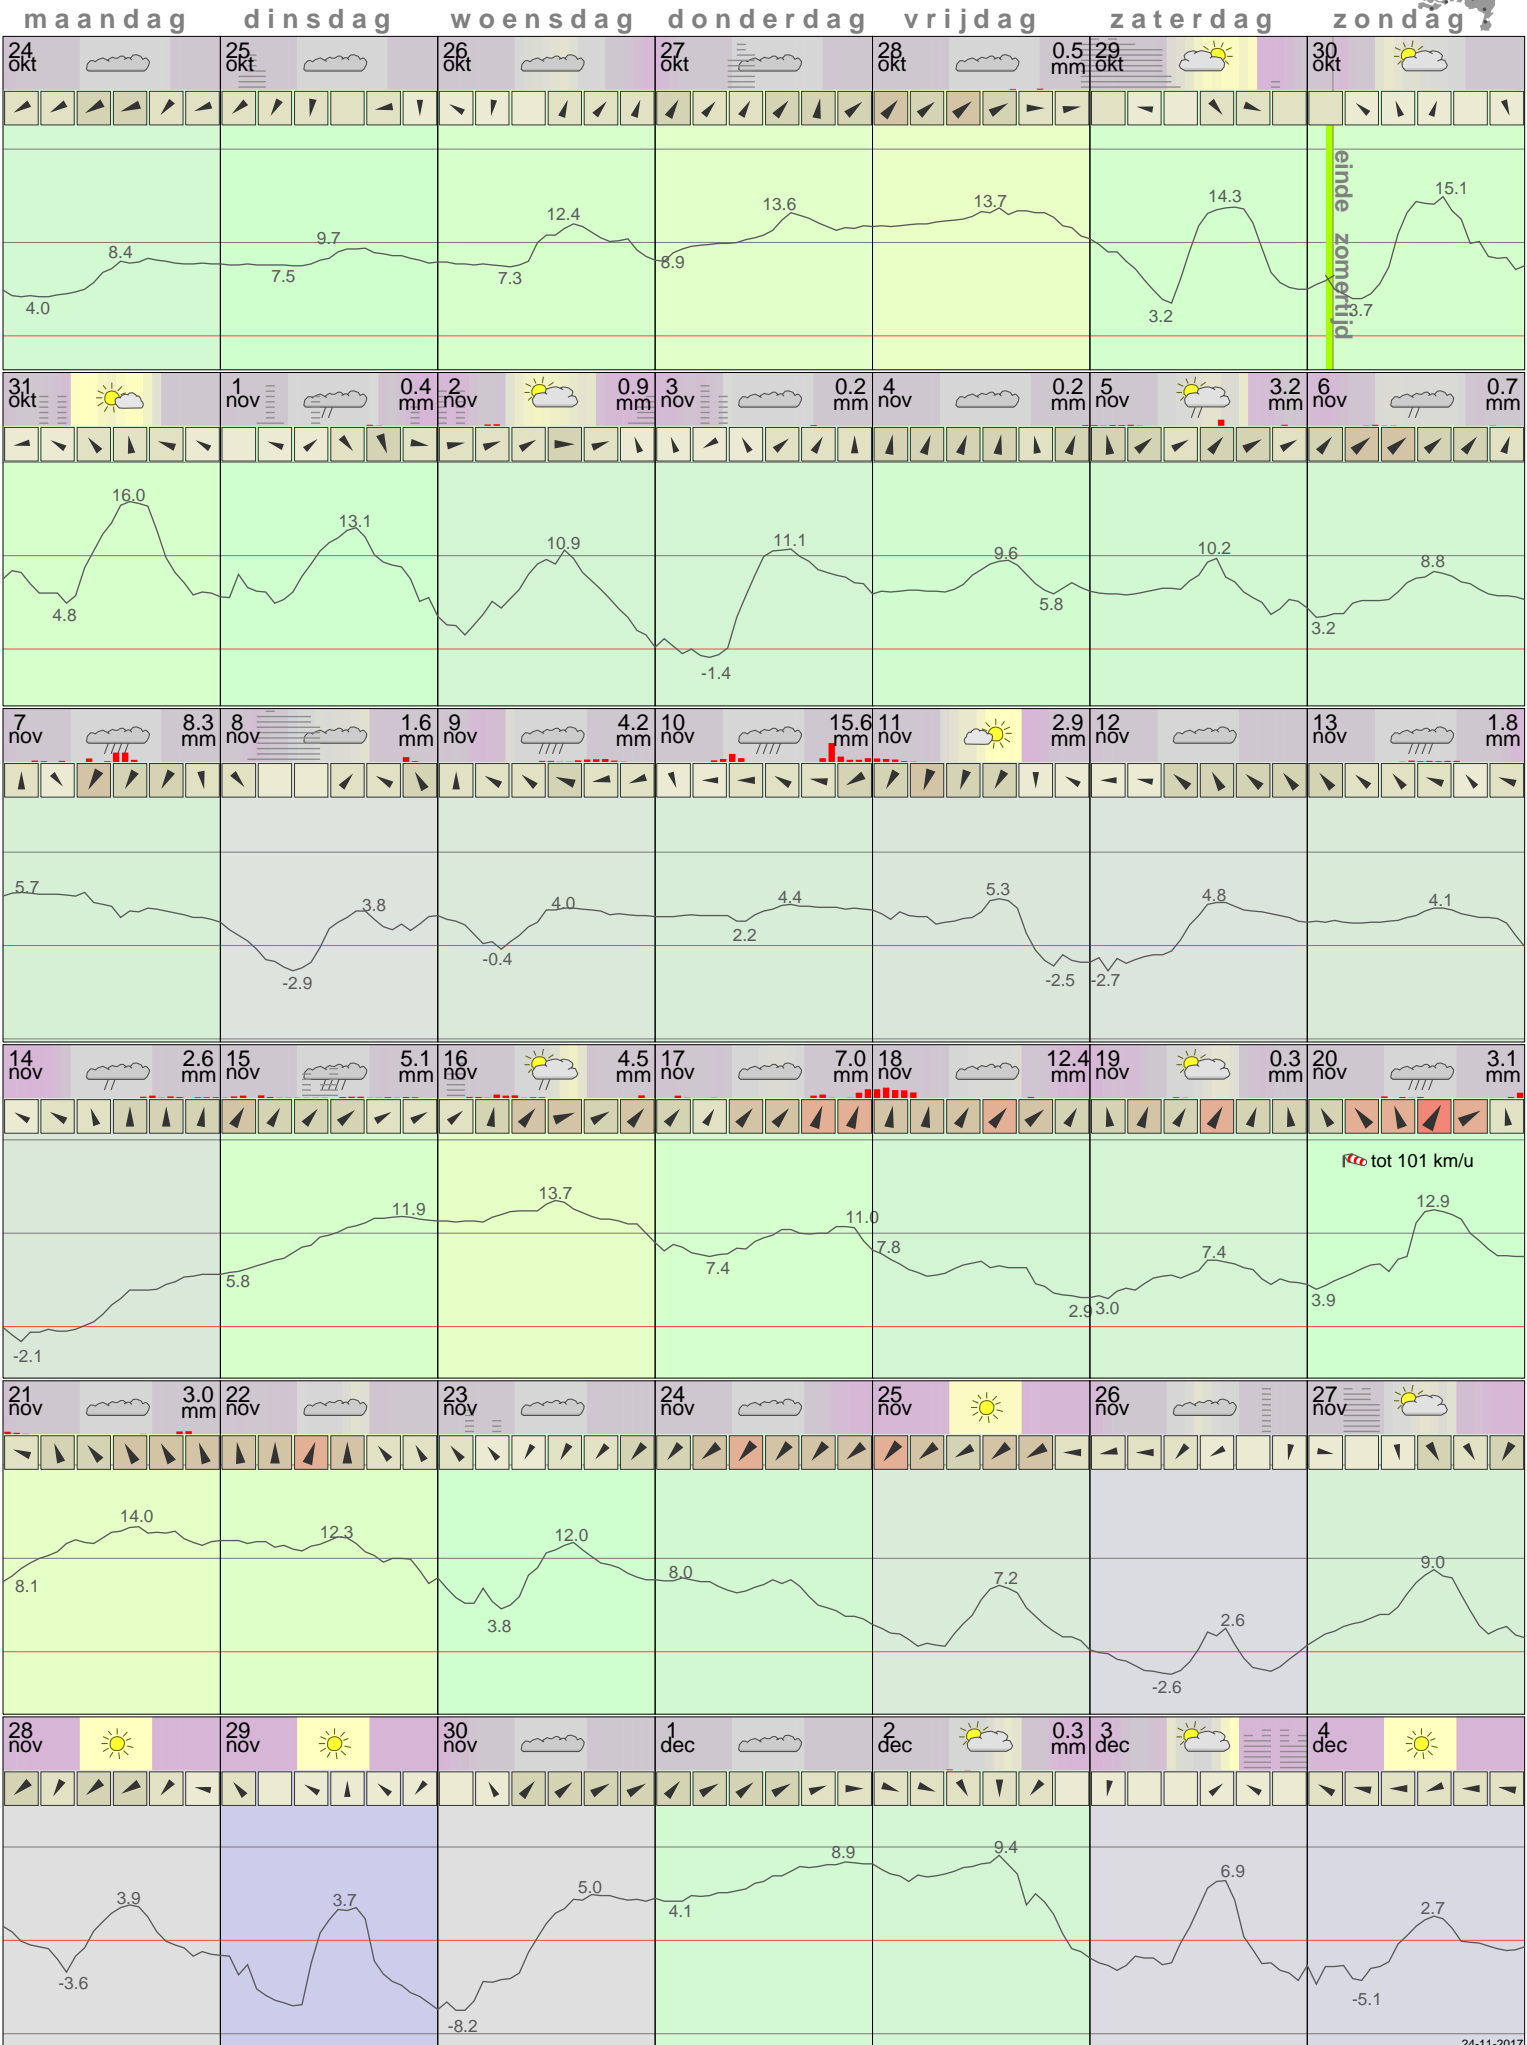 maandag dinsdag woensdag donderdag vrijdag zaterdag zondag
24 okt 25 okt 26 okt 27 okt 28 okt 0.5 mm 29 okt 30 okt
4.0 8.4 7.5 9.7 7.3 12.4 8.9 13.6 13.7 3.2 14.3 3.7 15.1
einde zomertijd
31 okt 1 nov 0.4 mm 2 nov 0.9 mm 3 nov 0.2 mm 4 nov 0.2 mm 5 nov 3.2 mm 6 nov 0.7 mm
4.8 16.0 13.1 10.9 -1.4 11.1 9.6 5.8 10.2 3.2 8.8
7 nov 8.3 mm 8 nov 1.6 mm 9 nov 4.2 mm 10 nov 15.6 mm 11 nov 2.9 mm 12 nov 13 nov 1.8 mm
5.7 -2.9 3.8 -0.4 4.0 2.2 4.4 5.3 -2.5 -2.7 4.8 4.1
14 nov 2.6 mm 15 nov 5.1 mm 16 nov 4.5 mm 17 nov 7.0 mm 18 nov 12.4 mm 19 nov 0.3 mm 20 nov 3.1 mm
tot 101 km/u
-2.1 5.8 11.9 13.7 7.4 11.0 7.8 2.9 3.0 7.4 3.9 12.9
21 nov 3.0 mm 22 nov 23 nov 24 nov 25 nov 26 nov 27 nov
8.1 14.0 12.3 3.8 12.0 8.0 7.2 -2.6 2.6 9.0
28 nov 29 nov 30 nov 1 dec 2 dec 0.3 mm 3 dec 4 dec
-3.6 3.9 3.7 -8.2 5.0 4.1 8.9 9.4 6.9 -5.1 2.7
24-11-2017